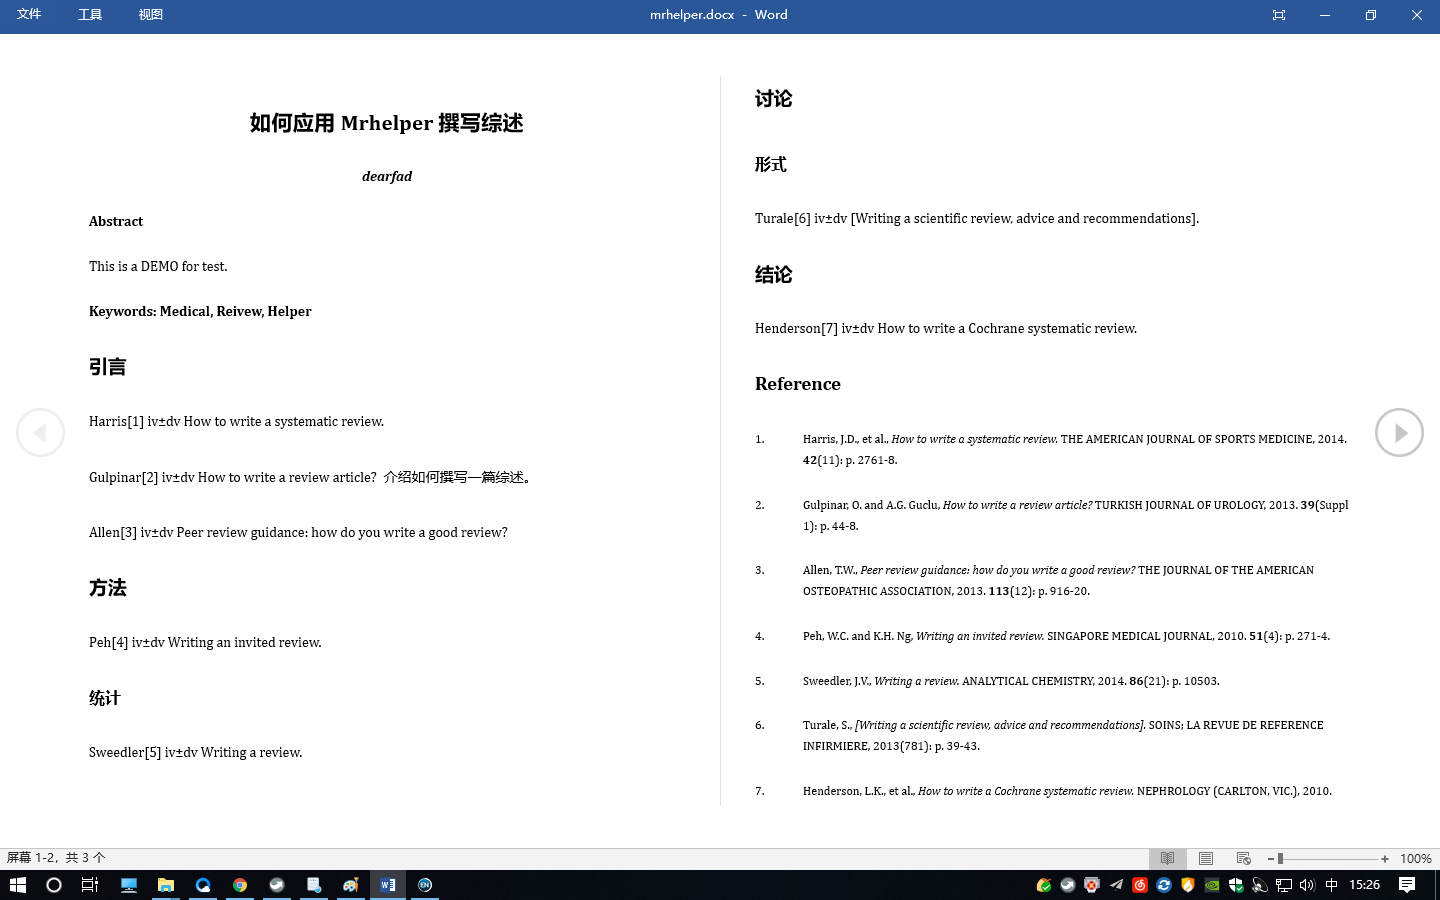 文件 工具 视图 mrhelper.docx - Word
如何应用 Mrhelper 撰写综述
dearfad
Abstract
This is a DEMO for test.
Keywords: Medical, Reivew, Helper
引言
Harris[1] iv±dv How to write a systematic review.
Gulpinar[2] iv±dv How to write a review article? 介绍如何撰写一篇综述。
Allen[3] iv±dv Peer review guidance: how do you write a good review?
方法
Peh[4] iv±dv Writing an invited review.
统计
Sweedler[5] iv±dv Writing a review.
讨论
形式
Turale[6] iv±dv [Writing a scientific review, advice and recommendations].
结论
Henderson[7] iv±dv How to write a Cochrane systematic review.
Reference
1. Harris, J.D., et al., How to write a systematic review. THE AMERICAN JOURNAL OF SPORTS MEDICINE, 2014.
42(11): p. 2761-8.
2. Gulpinar, O. and A.G. Guclu, How to write a review article? TURKISH JOURNAL OF UROLOGY, 2013. 39(Suppl
1): p. 44-8.
3. Allen, T.W., Peer review guidance: how do you write a good review? THE JOURNAL OF THE AMERICAN
OSTEOPATHIC ASSOCIATION, 2013. 113(12): p. 916-20.
4. Peh, W.C. and K.H. Ng, Writing an invited review. SINGAPORE MEDICAL JOURNAL, 2010. 51(4): p. 271-4.
5. Sweedler, J.V., Writing a review. ANALYTICAL CHEMISTRY, 2014. 86(21): p. 10503.
6. Turale, S., [Writing a scientific review, advice and recommendations]. SOINS; LA REVUE DE REFERENCE
INFIRMIERE, 2013(781): p. 39-43.
7. Henderson, L.K., et al., How to write a Cochrane systematic review. NEPHROLOGY (CARLTON, VIC.), 2010.
屏幕 1-2, 共 3 个 100%
EN 中 15:26